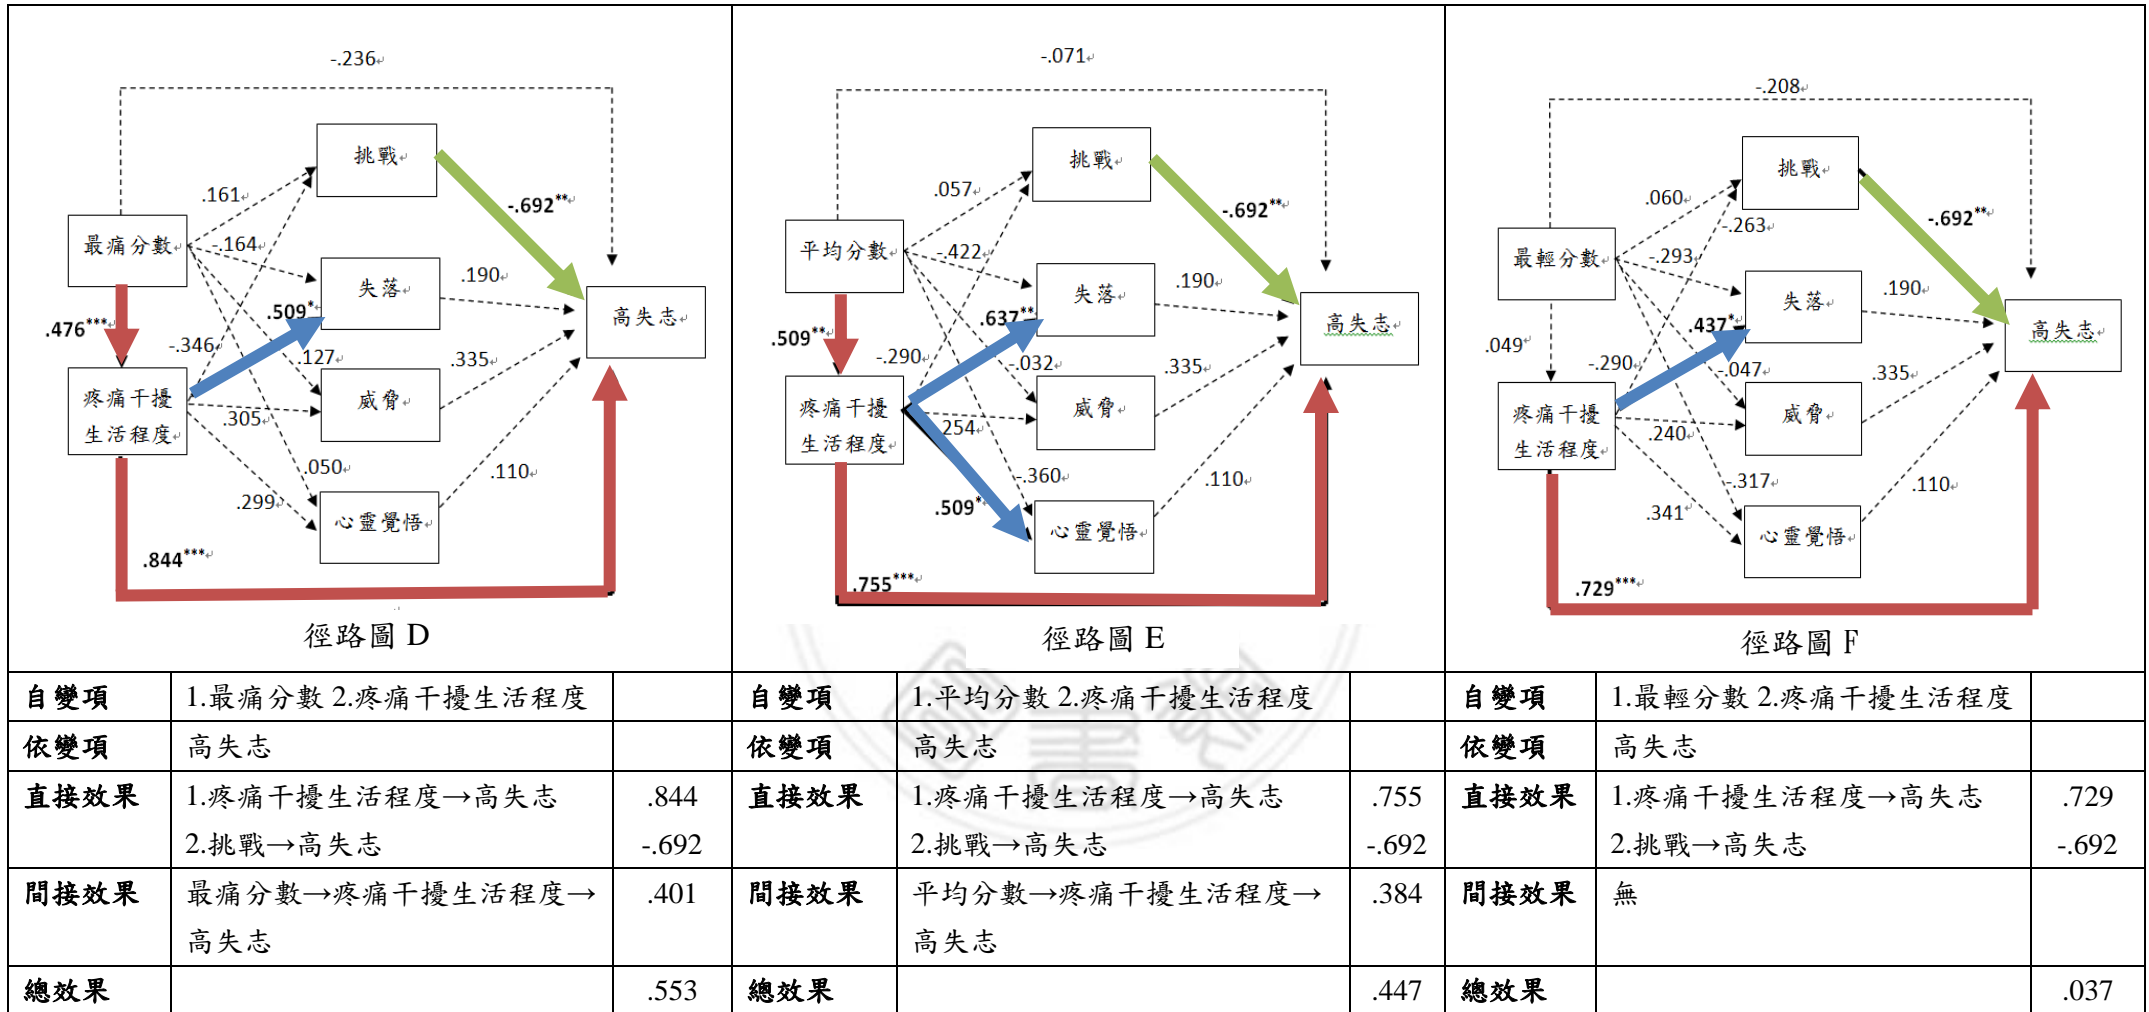 -.236
挑戰
.161
-.692**
最痛分數
-.164
失落
.190
高失志
.476***
.509*
-.346
.127
威脅
.335
疼痛干擾
生活程度
.305
.050
.299
心靈覺悟
.110
.844***
徑路圖 D
-.071
挑戰
.057
-.692**
平均分數
-.422
失落
.190
高失志
.509**
.637**
-.290
-.032
威脅
.335
疼痛干擾
生活程度
.254
-.360
.509*
心靈覺悟
.110
.755***
徑路圖 E
-.208
挑戰
.060
-.263
-.692**
最輕分數
-.293
失落
.190
高失志
.049
.437*
-.290
-.047
威脅
.335
疼痛干擾
生活程度
.240
-.317
.341
心靈覺悟
.110
.729***
徑路圖 F
自變項 1.最痛分數 2.疼痛干擾生活程度
依變項 高失志
直接效果 1.疼痛干擾生活程度→高失志 .844
2.挑戰→高失志 -.692
間接效果 最痛分數→疼痛干擾生活程度→ .401
高失志
總效果 .553
自變項 1.平均分數 2.疼痛干擾生活程度
依變項 高失志
直接效果 1.疼痛干擾生活程度→高失志 .755
2.挑戰→高失志 -.692
間接效果 平均分數→疼痛干擾生活程度→ .384
高失志
總效果 .447
自變項 1.最輕分數 2.疼痛干擾生活程度
依變項 高失志
直接效果 1.疼痛干擾生活程度→高失志 .729
2.挑戰→高失志 -.692
間接效果 無
總效果 .037